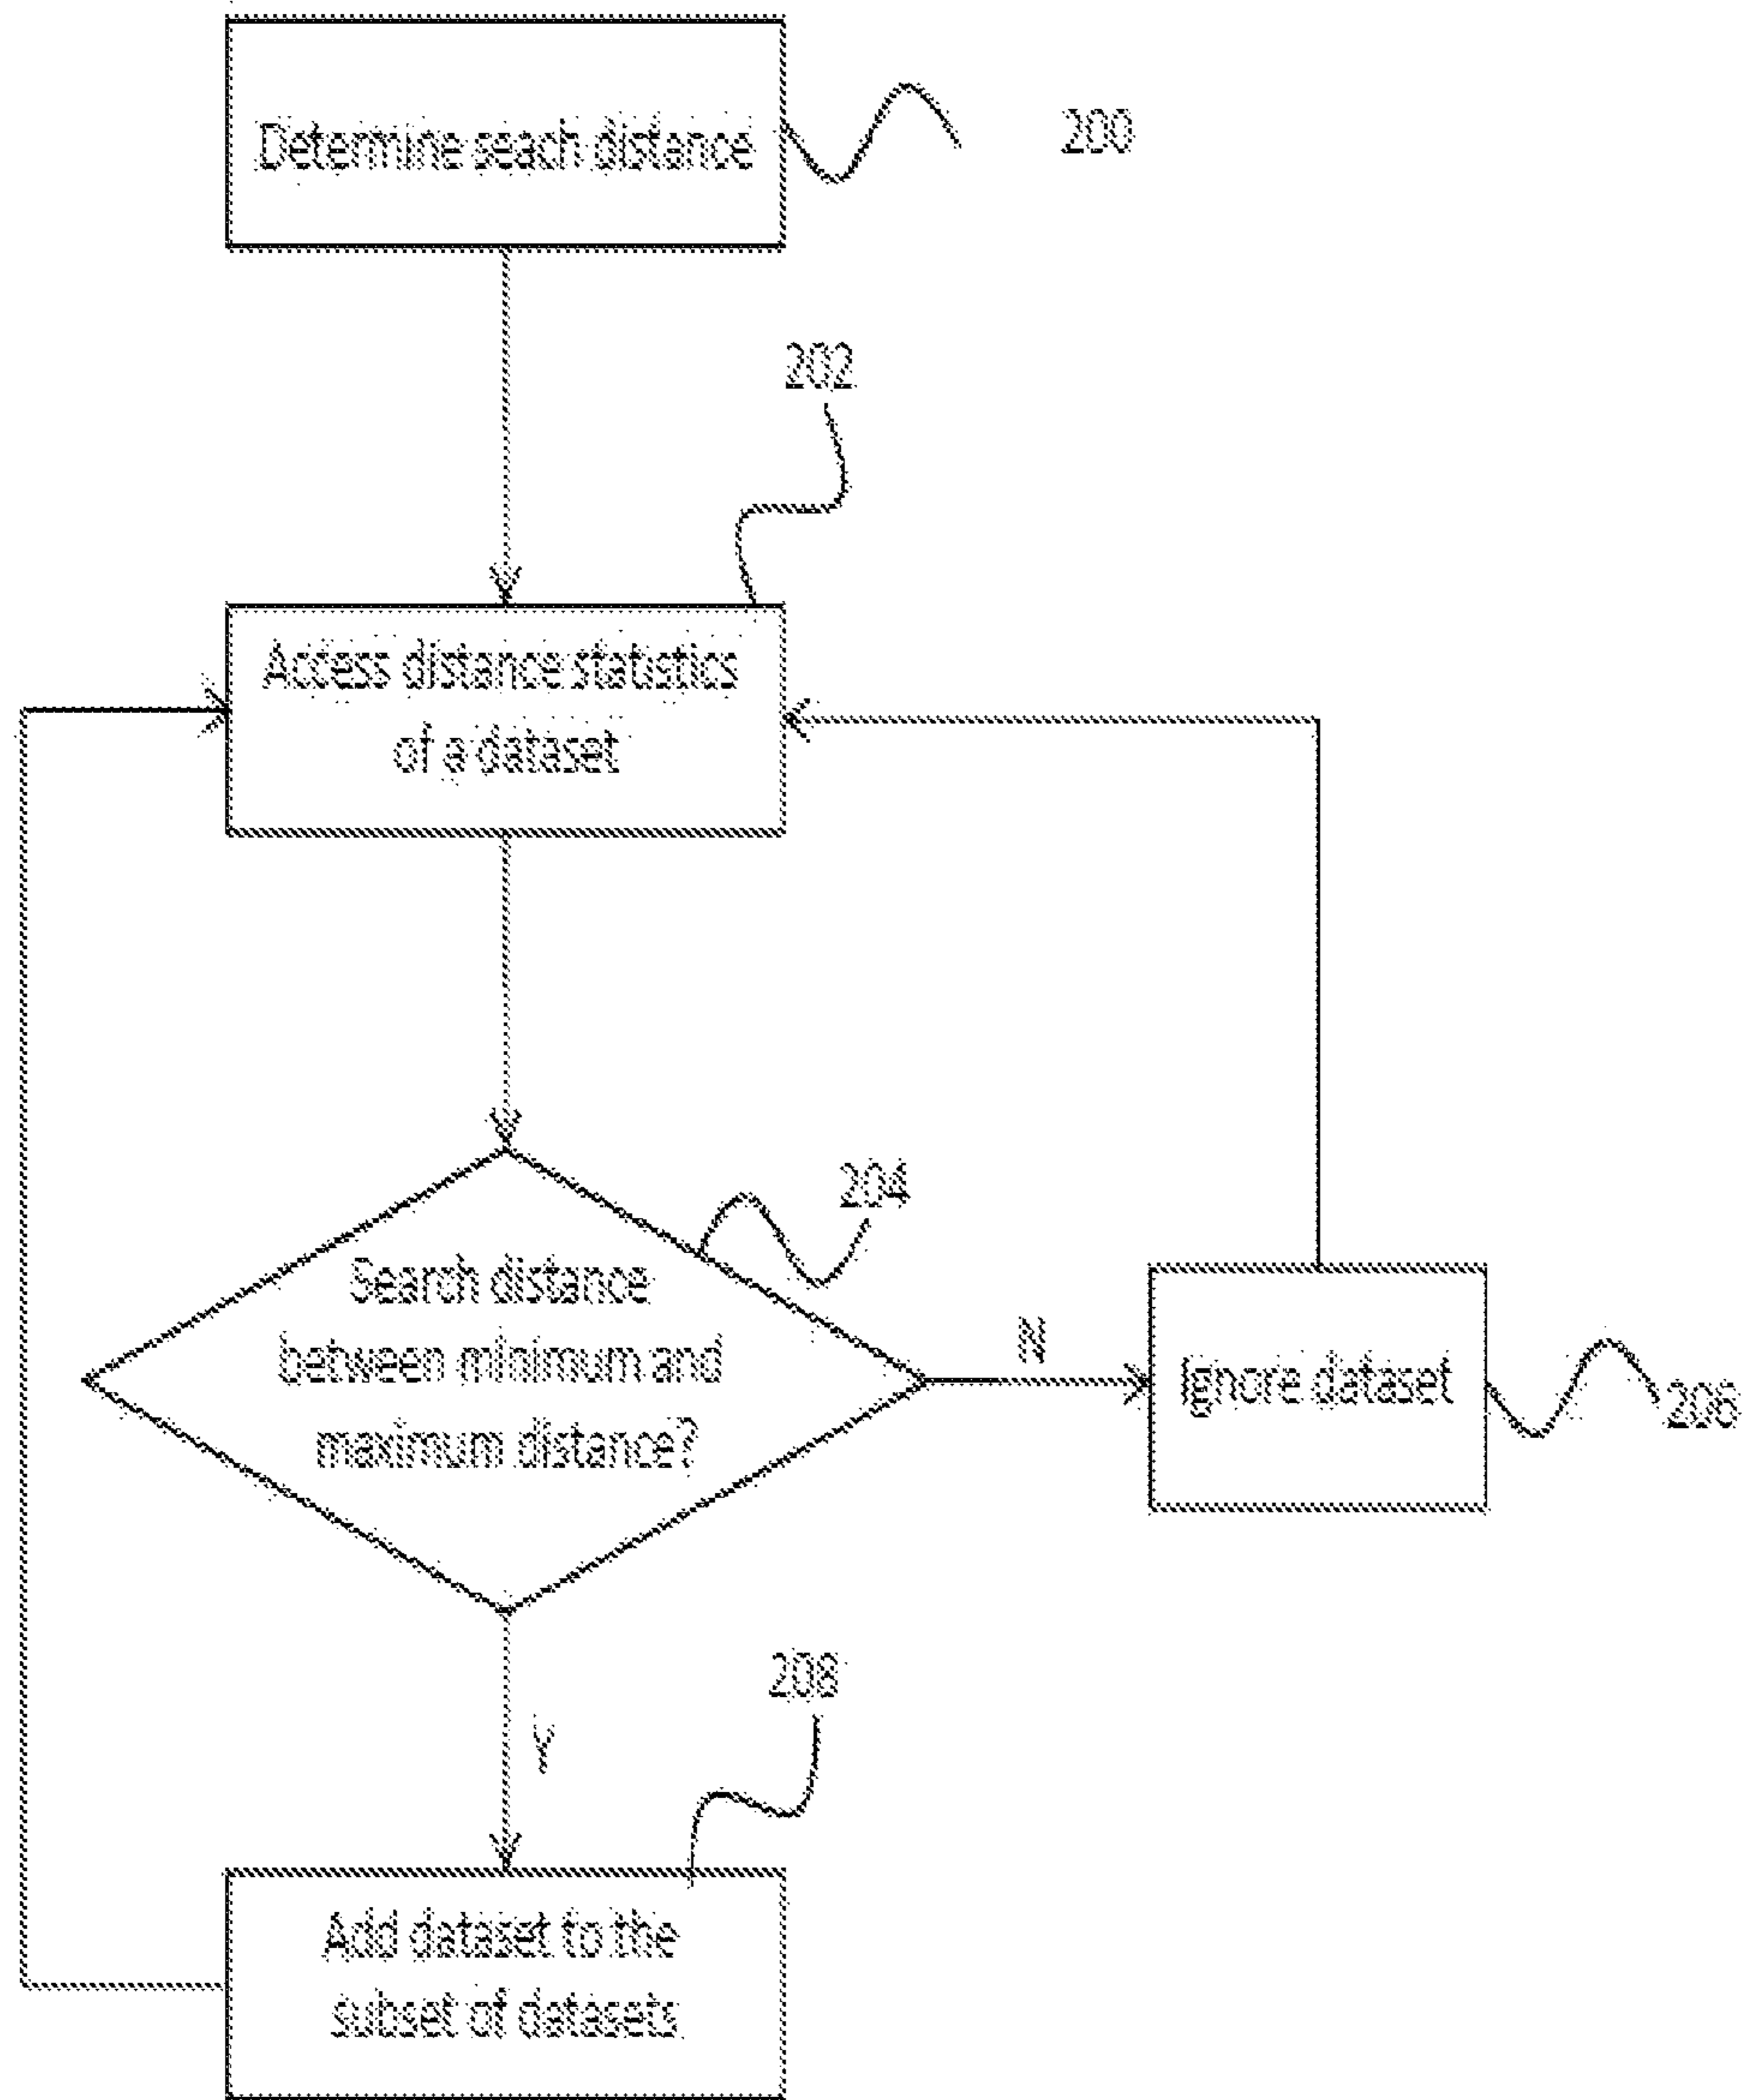 Determine seach distance
200
202
Access distance statistics
of a dataset
204
Search distance
between minimum and
maximum distance?
N
Ignore dataset
206
208
Y
Add dataset to the
subset of datasets